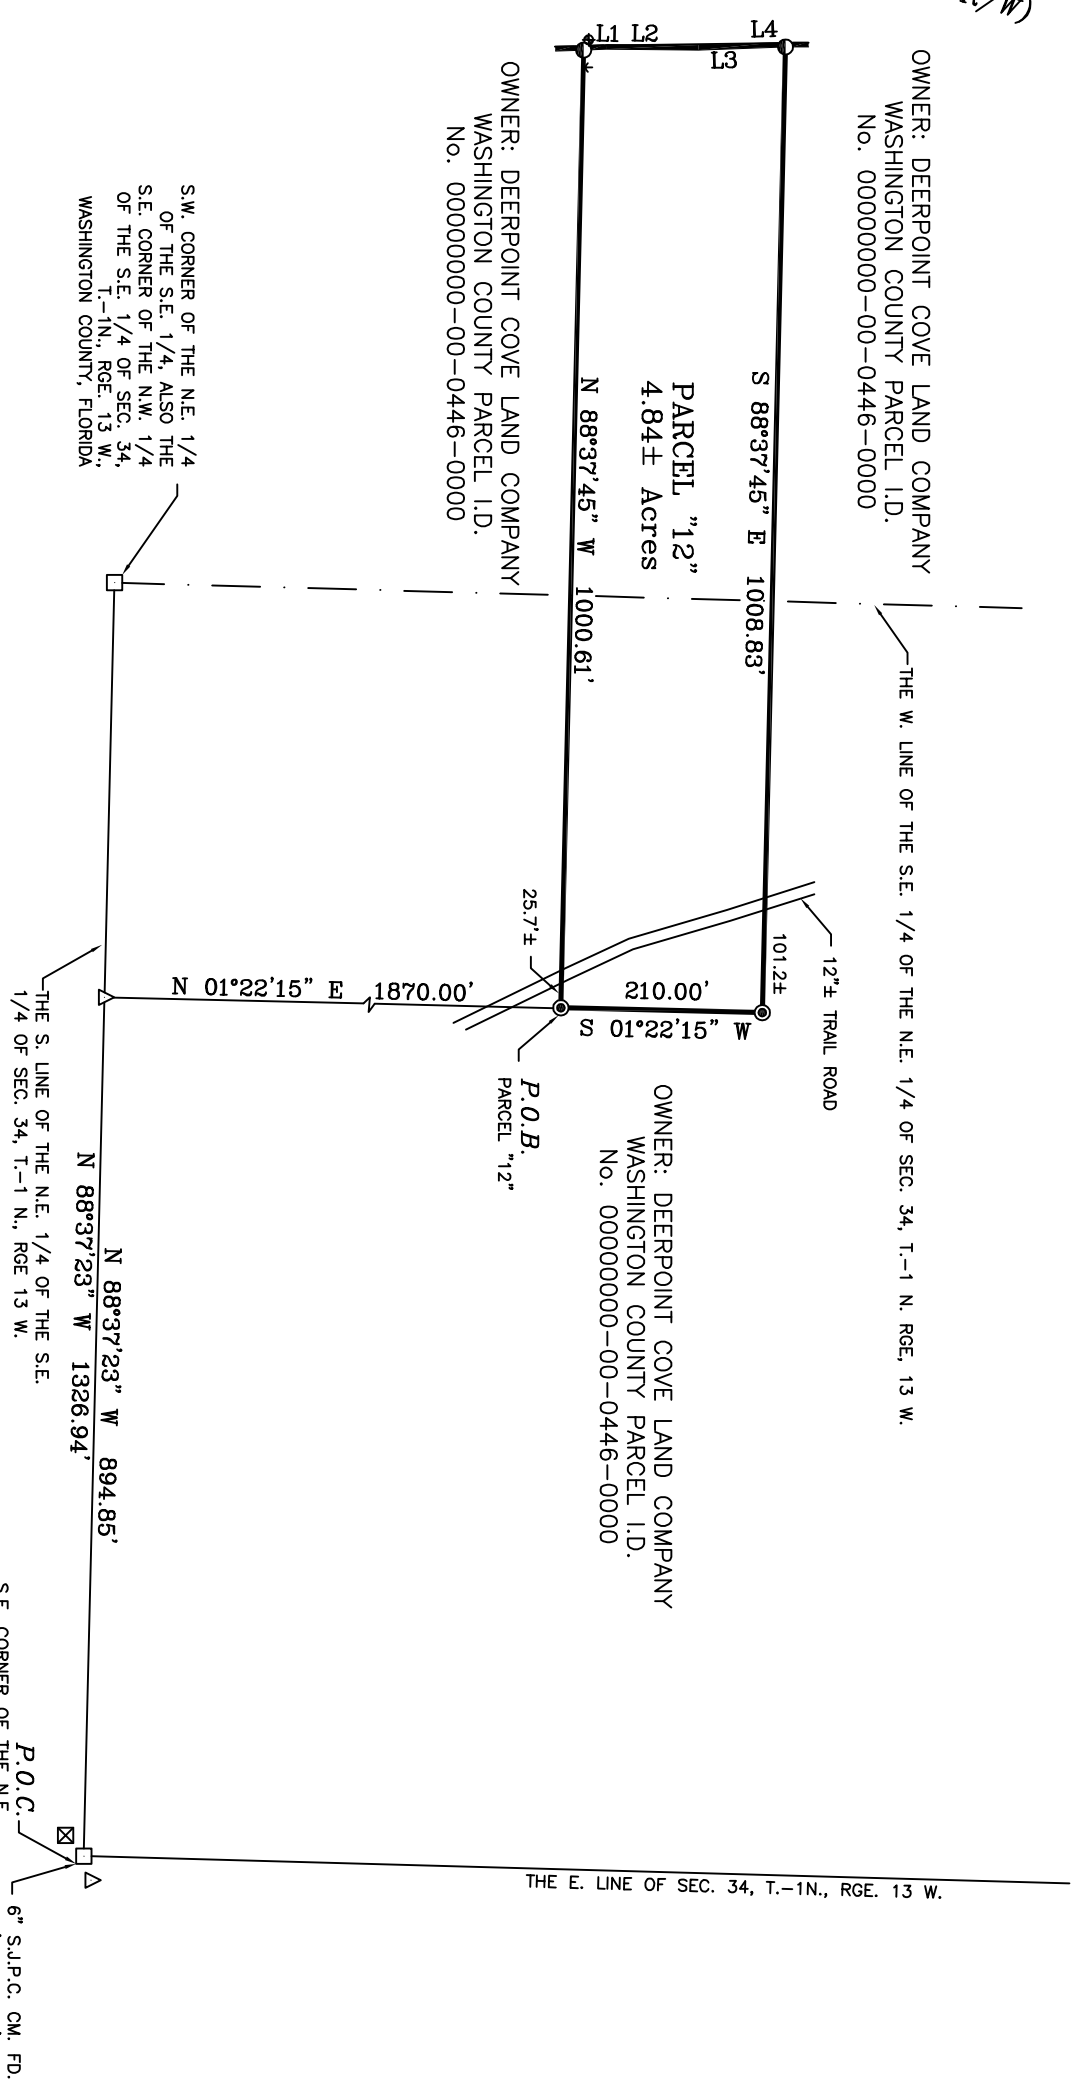 R/W)
L1 L2
L3
L4
OWNER: DEERPOINT COVE LAND COMPANY
WASHINGTON COUNTY PARCEL I.D.
No. 00000000-00-0446-0000
THE W. LINE OF THE S.E. 1/4 OF THE N.E. 1/4 OF SEC. 34, T.-1 N. RGE, 13 W.
S 88°37'45" E 1008.83'
101.2±
12"± TRAIL ROAD
PARCEL "12"
4.84± Acres
N 88°37'45" W 1000.61'
25.7'±
210.00'
S 01°22'15" W
P.O.B.
PARCEL "12"
OWNER: DEERPOINT COVE LAND COMPANY
WASHINGTON COUNTY PARCEL I.D.
No. 00000000-00-0446-0000
OWNER: DEERPOINT COVE LAND COMPANY
WASHINGTON COUNTY PARCEL I.D.
No. 00000000-00-0446-0000
N 01°22'15" E 1870.00'
S.W. CORNER OF THE N.E. 1/4
OF THE S.E. 1/4, ALSO THE
S.E. CORNER OF THE N.W. 1/4
OF THE S.E. 1/4 OF SEC. 34,
T.-1N., RGE. 13 W.,
WASHINGTON COUNTY, FLORIDA
N 88°37'23" W 894.85'
N 88°37'23" W 1326.94'
THE S. LINE OF THE N.E. 1/4 OF THE S.E.
1/4 OF SEC. 34, T.-1 N., RGE 13 W.
THE E. LINE OF SEC. 34, T.-1N., RGE. 13 W.
P.O.C.
S.E. CORNER OF THE N.E.
6" S.J.P.C. CM. FD.